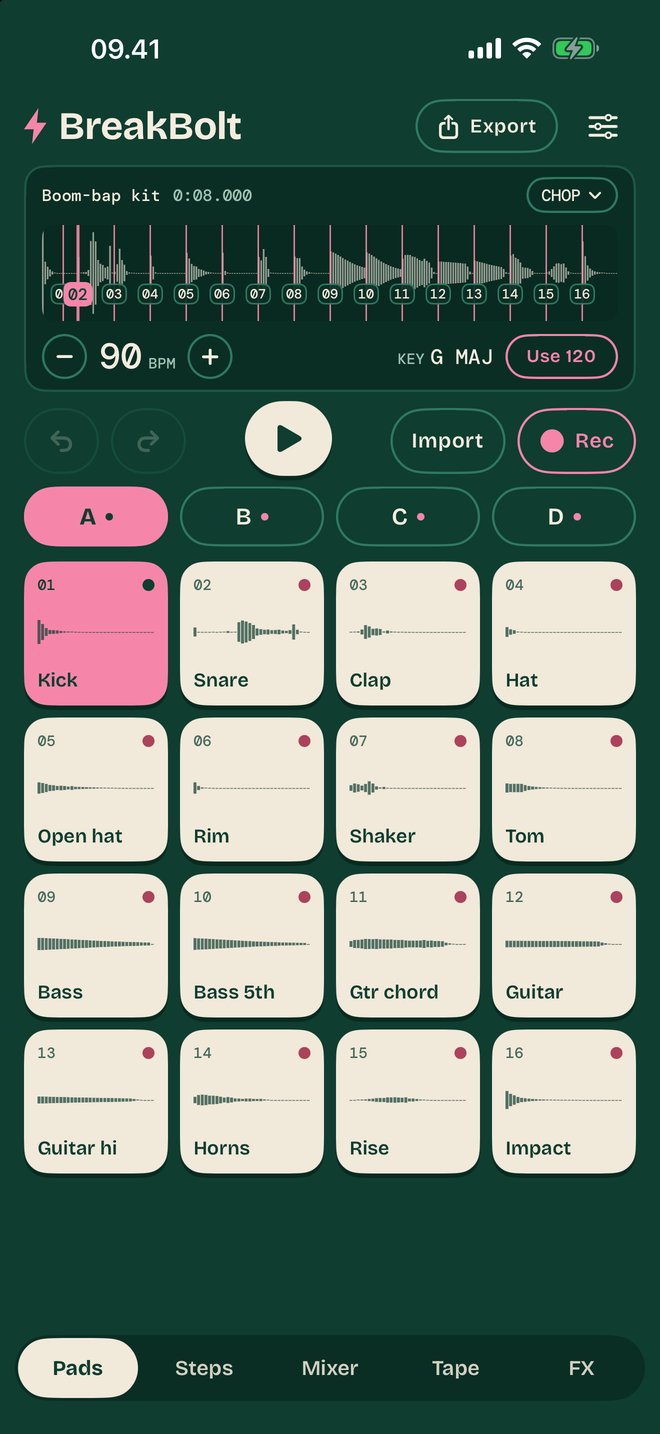 09.41
BreakBolt
Export
Boom-bap kit 0:08.000
CHOP
02 03 04 05 06 07 08 09 10 11 12 13 14 15 16
90 BPM
KEY G MAJ
Use 120
Import
Rec
A B C D
01 02 03 04
Kick Snare Clap Hat
05 06 07 08
Open hat Rim Shaker Tom
09 10 11 12
Bass Bass 5th Gtr chord Guitar
13 14 15 16
Guitar hi Horns Rise Impact
Pads Steps Mixer Tape FX